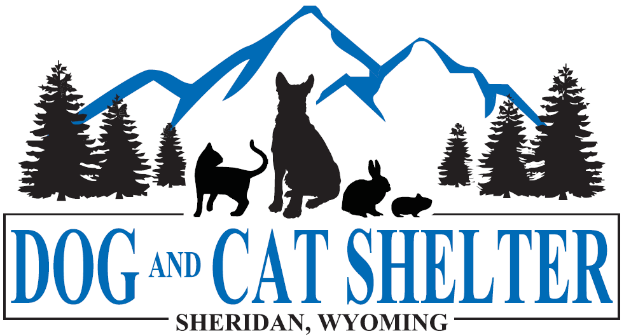 DOG AND CAT SHELTER
SHERIDAN, WYOMING